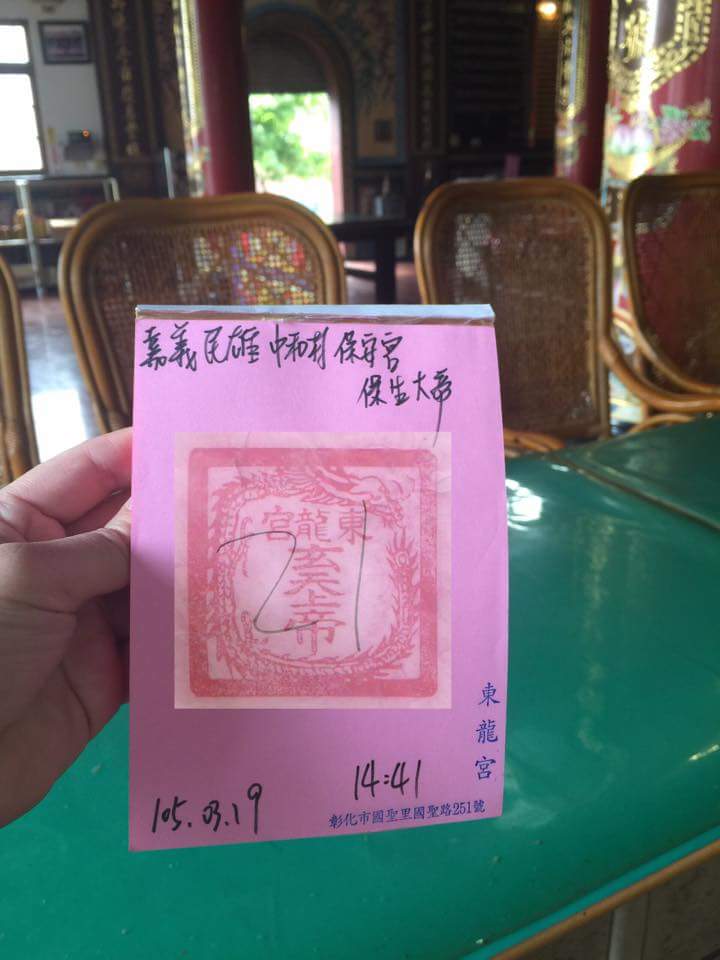 嘉義民雄中和村保安宮
保生大帝
東龍宮
玄天上帝
21
東龍宮
105.03.19
14:41
彰化市國聖里國聖路251號